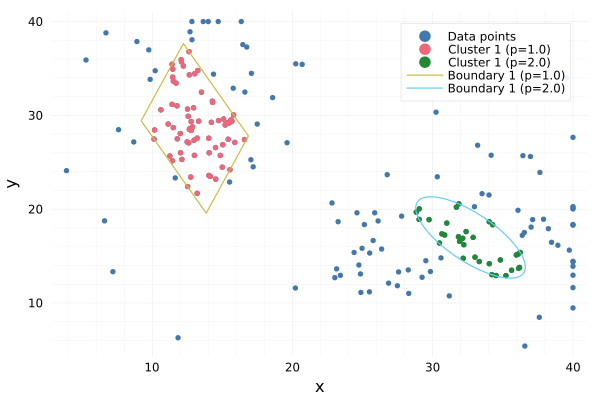 40
30
20
10
y
10
20
30
40
x
Data points
Cluster 1 (p=1.0)
Cluster 1 (p=2.0)
Boundary 1 (p=1.0)
Boundary 1 (p=2.0)